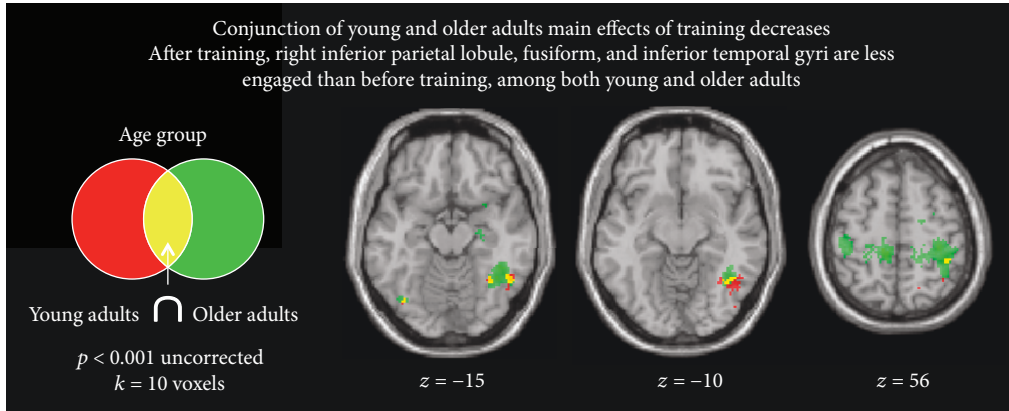 Conjunction of young and older adults main effects of training decreases
After training, right inferior parietal lobule, fusiform, and inferior temporal gyri are less
engaged than before training, among both young and older adults
Age group
Young adults ∩ Older adults
p < 0.001 uncorrected
k = 10 voxels
z = −15
z = −10
z = 56